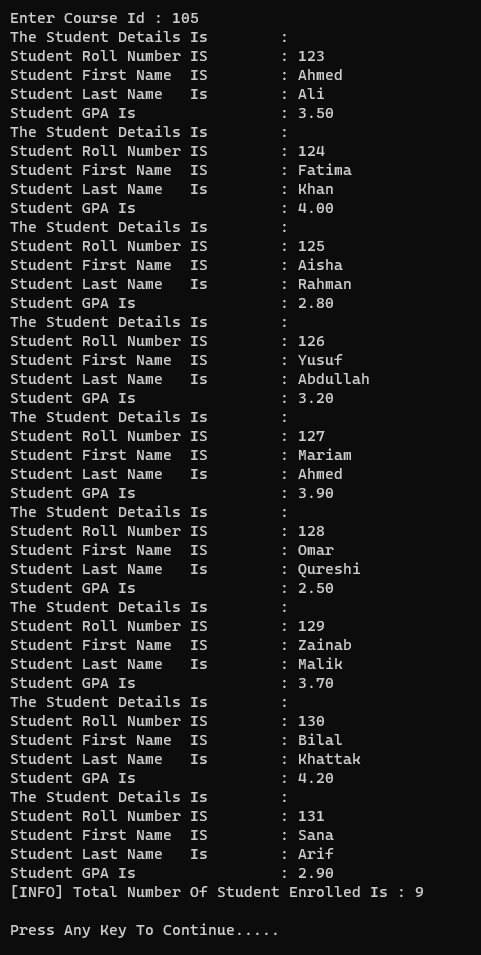 Enter Course Id : 105
The Student Details Is        :
Student Roll Number IS        : 123
Student First Name  IS        : Ahmed
Student Last Name   Is        : Ali
Student GPA Is                : 3.50
The Student Details Is        :
Student Roll Number IS        : 124
Student First Name  IS        : Fatima
Student Last Name   Is        : Khan
Student GPA Is                : 4.00
The Student Details Is        :
Student Roll Number IS        : 125
Student First Name  IS        : Aisha
Student Last Name   Is        : Rahman
Student GPA Is                : 2.80
The Student Details Is        :
Student Roll Number IS        : 126
Student First Name  IS        : Yusuf
Student Last Name   Is        : Abdullah
Student GPA Is                : 3.20
The Student Details Is        :
Student Roll Number IS        : 127
Student First Name  IS        : Mariam
Student Last Name   Is        : Ahmed
Student GPA Is                : 3.90
The Student Details Is        :
Student Roll Number IS        : 128
Student First Name  IS        : Omar
Student Last Name   Is        : Qureshi
Student GPA Is                : 2.50
The Student Details Is        :
Student Roll Number IS        : 129
Student First Name  IS        : Zainab
Student Last Name   Is        : Malik
Student GPA Is                : 3.70
The Student Details Is        :
Student Roll Number IS        : 130
Student First Name  IS        : Bilal
Student Last Name   Is        : Khattak
Student GPA Is                : 4.20
The Student Details Is        :
Student Roll Number IS        : 131
Student First Name  IS        : Sana
Student Last Name   Is        : Arif
Student GPA Is                : 2.90
[INFO] Total Number Of Student Enrolled Is : 9
Press Any Key To Continue.....